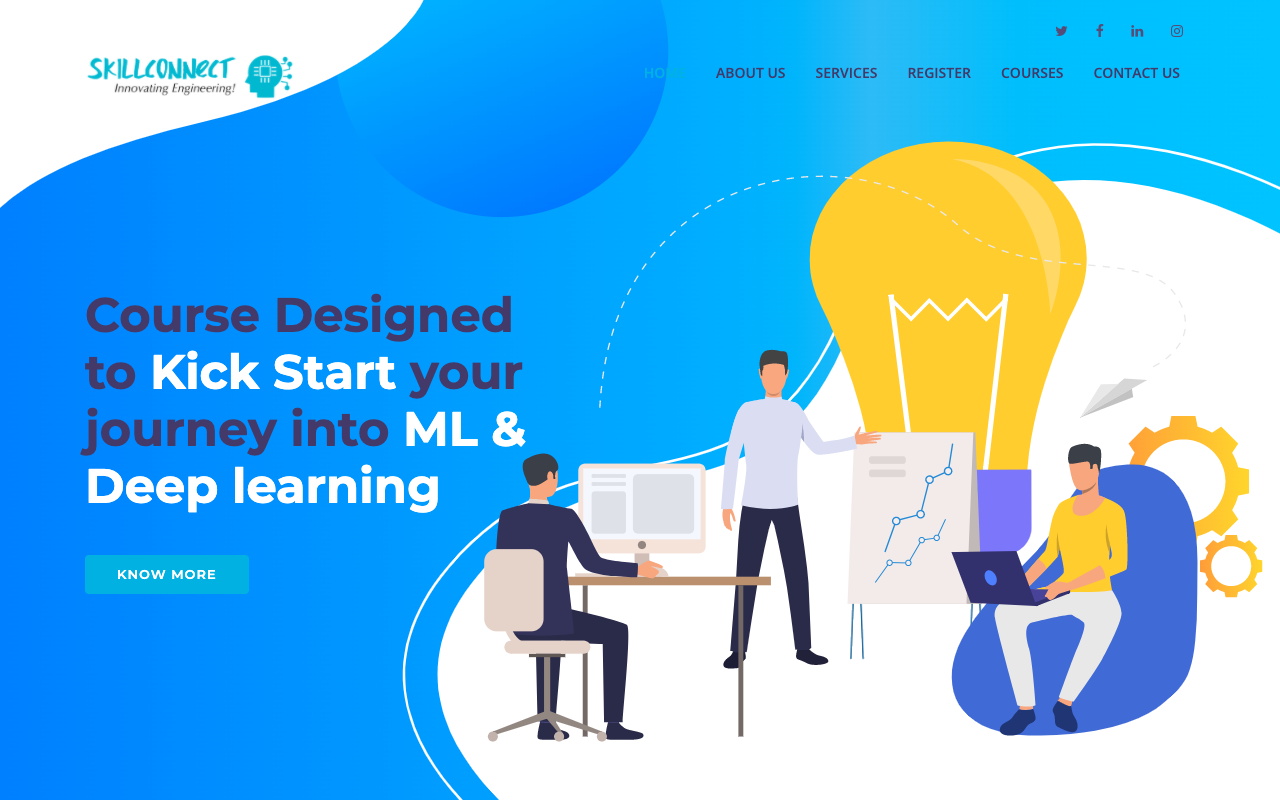 SKILLCONNECT
Innovating Engineering!
HOME ABOUT US SERVICES REGISTER COURSES CONTACT US
Course Designed
to Kick Start your
journey into ML &
Deep learning
KNOW MORE